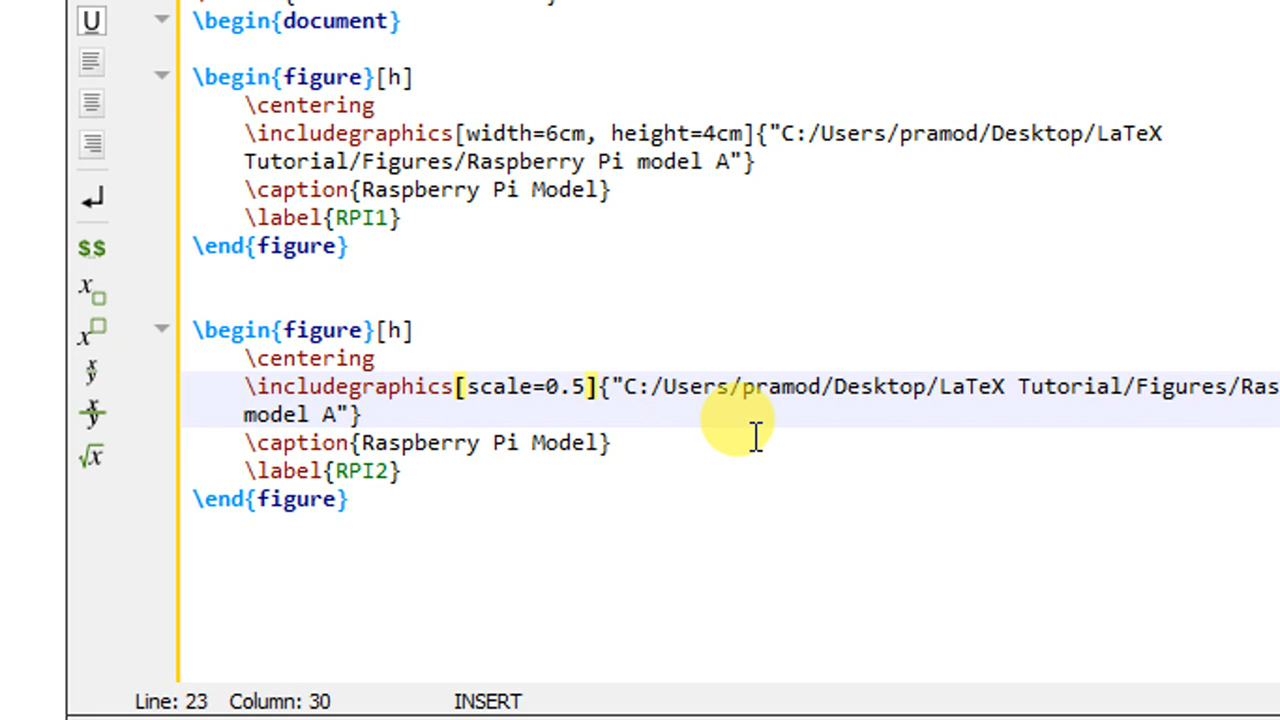 \begin{document}
\begin{figure}[h]
\centering
\includegraphics[width=6cm, height=4cm]{"C:/Users/pramod/Desktop/LaTeX
Tutorial/Figures/Raspberry Pi model A"}
\caption{Raspberry Pi Model}
\label{RPI1}
\end{figure}
\begin{figure}[h]
\centering
\includegraphics[scale=0.5]{"C:/Users/pramod/Desktop/LaTeX Tutorial/Figures/Ras
model A"}
\caption{Raspberry Pi Model}
\label{RPI2}
\end{figure}
Line: 23 Column: 30 INSERT